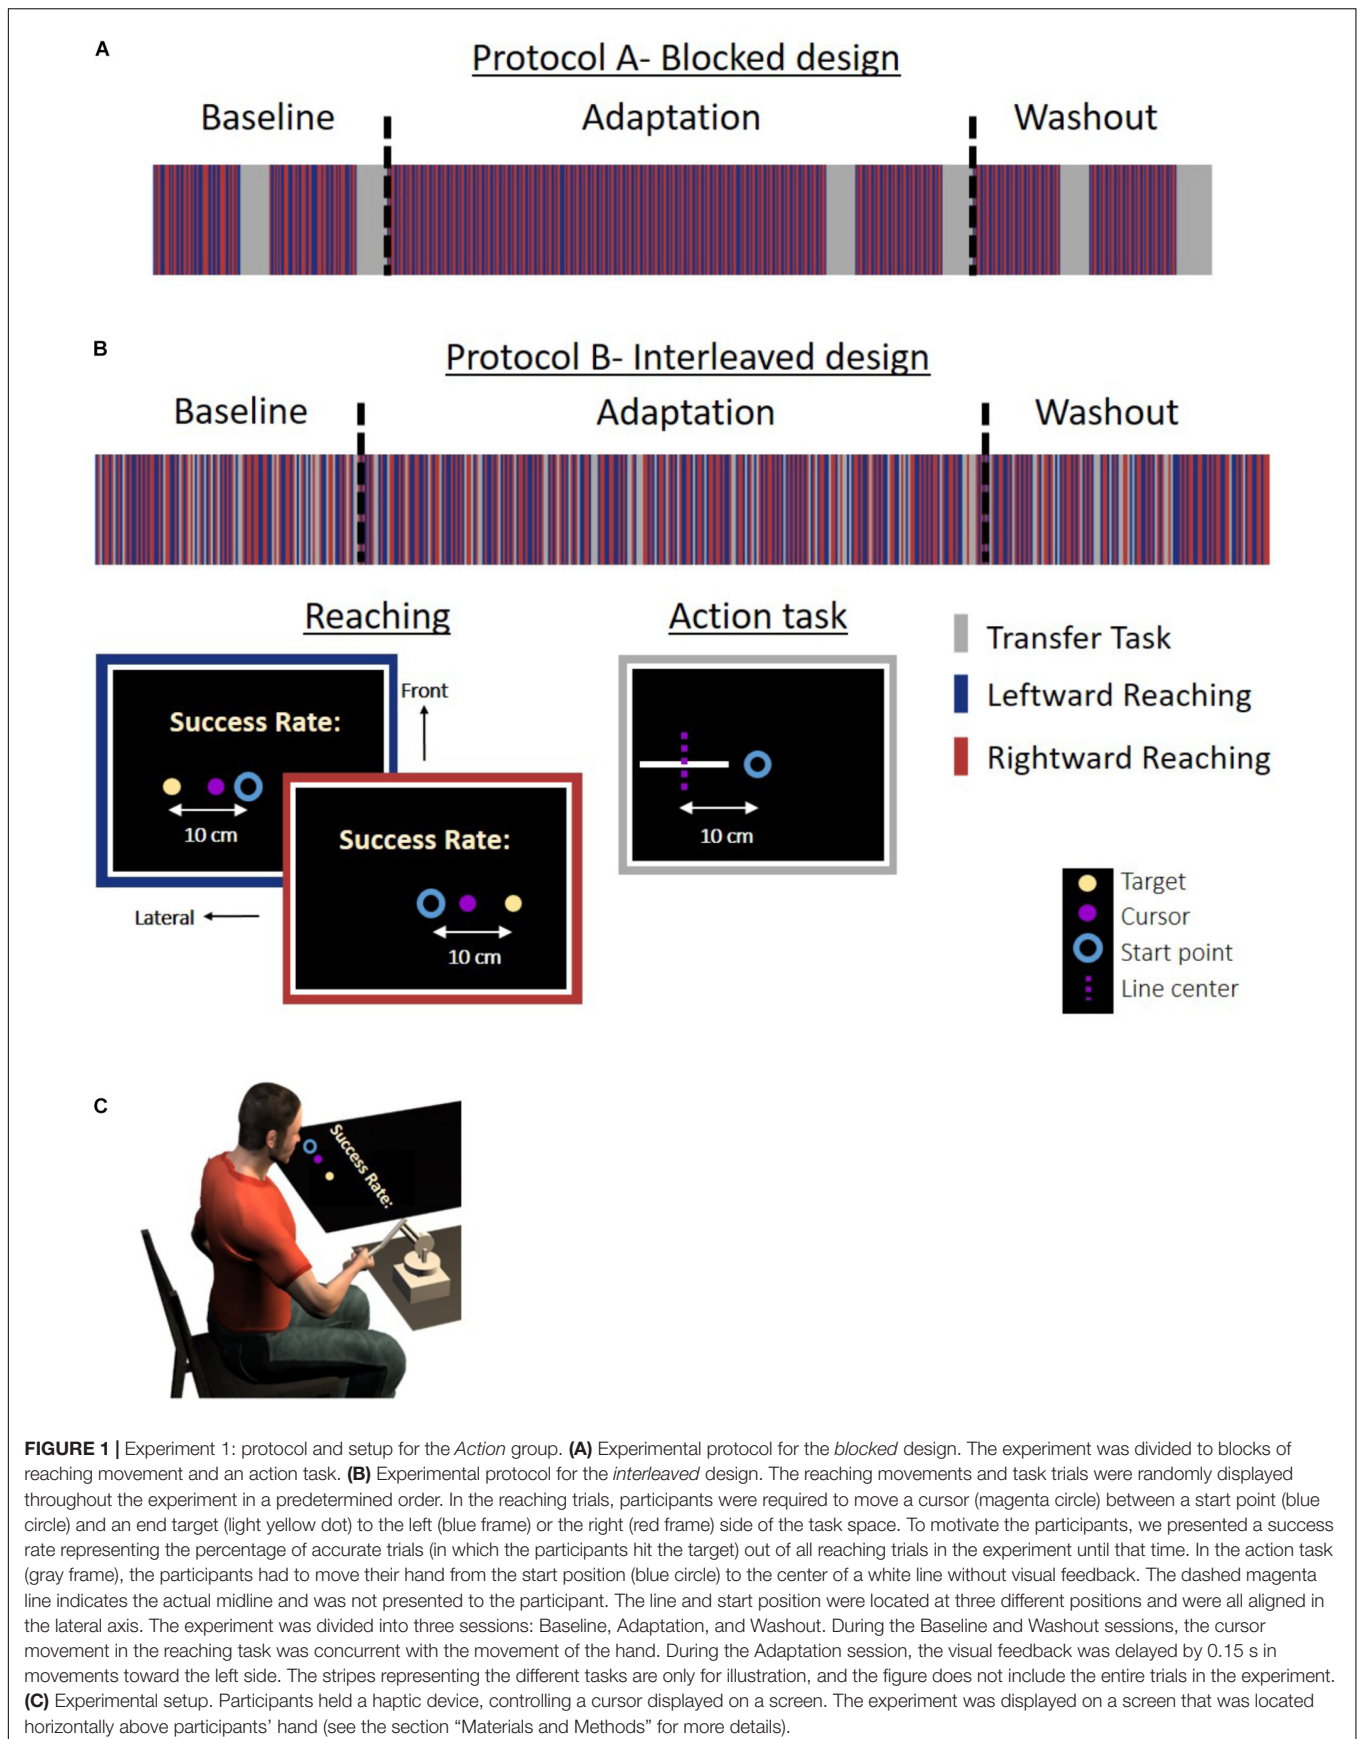 A
Protocol A- Blocked design
Baseline
Adaptation
Washout
B
Protocol B- Interleaved design
Baseline
Adaptation
Washout
Reaching
Action task
Transfer Task
Leftward Reaching
Rightward Reaching
Front
Success Rate:
10 cm
Success Rate:
10 cm
Lateral
10 cm
Target
Cursor
Start point
Line center
C
Success Rate:
FIGURE 1 | Experiment 1: protocol and setup for the Action group. (A) Experimental protocol for the blocked design. The experiment was divided to blocks of
reaching movement and an action task. (B) Experimental protocol for the interleaved design. The reaching movements and task trials were randomly displayed
throughout the experiment in a predetermined order. In the reaching trials, participants were required to move a cursor (magenta circle) between a start point (blue
circle) and an end target (light yellow dot) to the left (blue frame) or the right (red frame) side of the task space. To motivate the participants, we presented a success
rate representing the percentage of accurate trials (in which the participants hit the target) out of all reaching trials in the experiment until that time. In the action task
(gray frame), the participants had to move their hand from the start position (blue circle) to the center of a white line without visual feedback. The dashed magenta
line indicates the actual midline and was not presented to the participant. The line and start position were located at three different positions and were all aligned in
the lateral axis. The experiment was divided into three sessions: Baseline, Adaptation, and Washout. During the Baseline and Washout sessions, the cursor
movement in the reaching task was concurrent with the movement of the hand. During the Adaptation session, the visual feedback was delayed by 0.15 s in
movements toward the left side. The stripes representing the different tasks are only for illustration, and the figure does not include the entire trials in the experiment.
(C) Experimental setup. Participants held a haptic device, controlling a cursor displayed on a screen. The experiment was displayed on a screen that was located
horizontally above participants' hand (see the section “Materials and Methods” for more details).